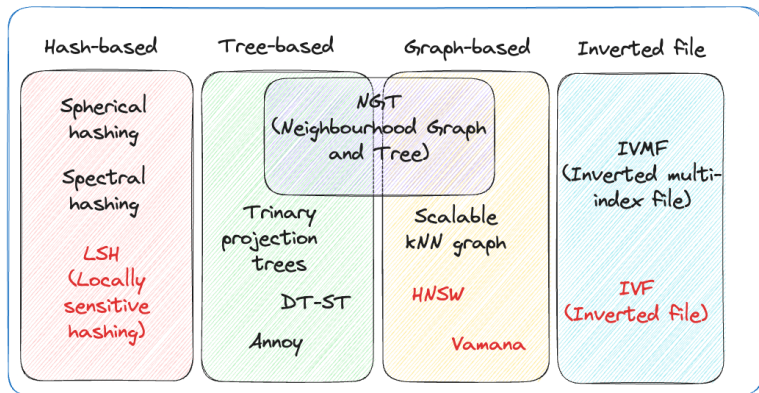 Hash-based
Tree-based
Graph-based
Inverted file
Spherical
hashing
Spectral
hashing
LSH
(Locally
sensitive
hashing)
NGT
(Neighbourhood Graph
and Tree)
Trinary
projection
trees
DT-ST
Annoy
Scalable
kNN graph
HNSW
Vamana
IVMF
(Inverted multi-
index file)
IVF
(Inverted file)